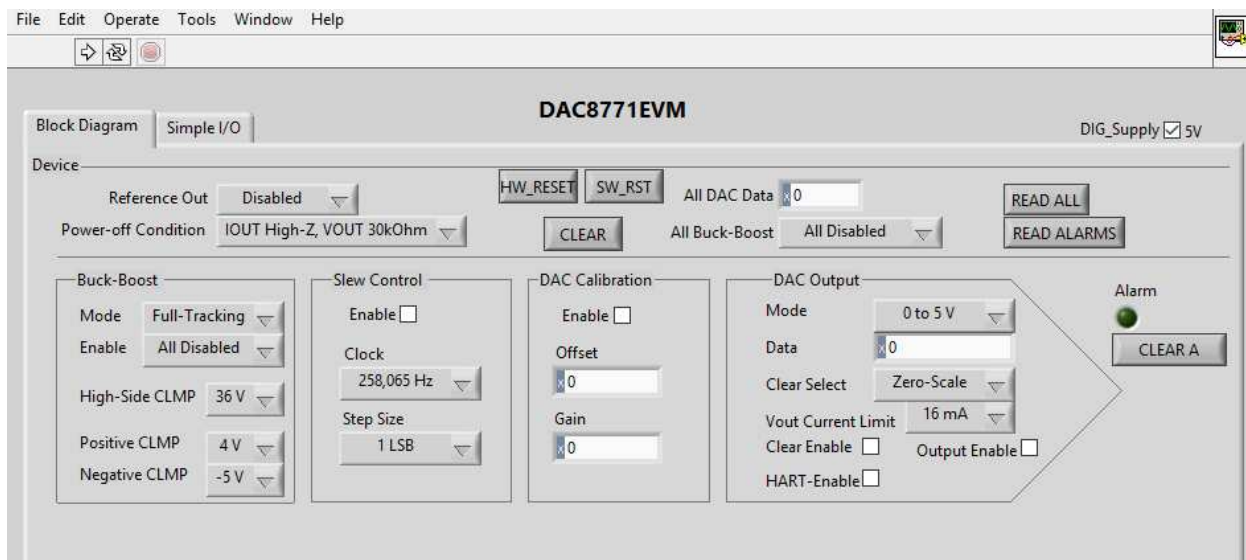 File Edit Operate Tools Window Help
DAC8771EVM
Block Diagram Simple I/O
DIG_Supply 5V
Device
Reference Out Disabled
HW_RESET SW_RST
All DAC Data x 0
READ ALL
Power-off Condition IOUT High-Z, VOUT 30kOhm
CLEAR
All Buck-Boost All Disabled
READ ALARMS
Buck-Boost
Mode Full-Tracking
Enable All Disabled
High-Side CLMP 36 V
Positive CLMP 4 V
Negative CLMP -5 V
Slew Control
Enable
Clock
258,065 Hz
Step Size
1 LSB
DAC Calibration
Enable
Offset
x 0
Gain
x 0
DAC Output
Mode 0 to 5 V
Data x 0
Clear Select Zero-Scale
Vout Current Limit 16 mA
Clear Enable Output Enable
HART-Enable
Alarm
CLEAR A